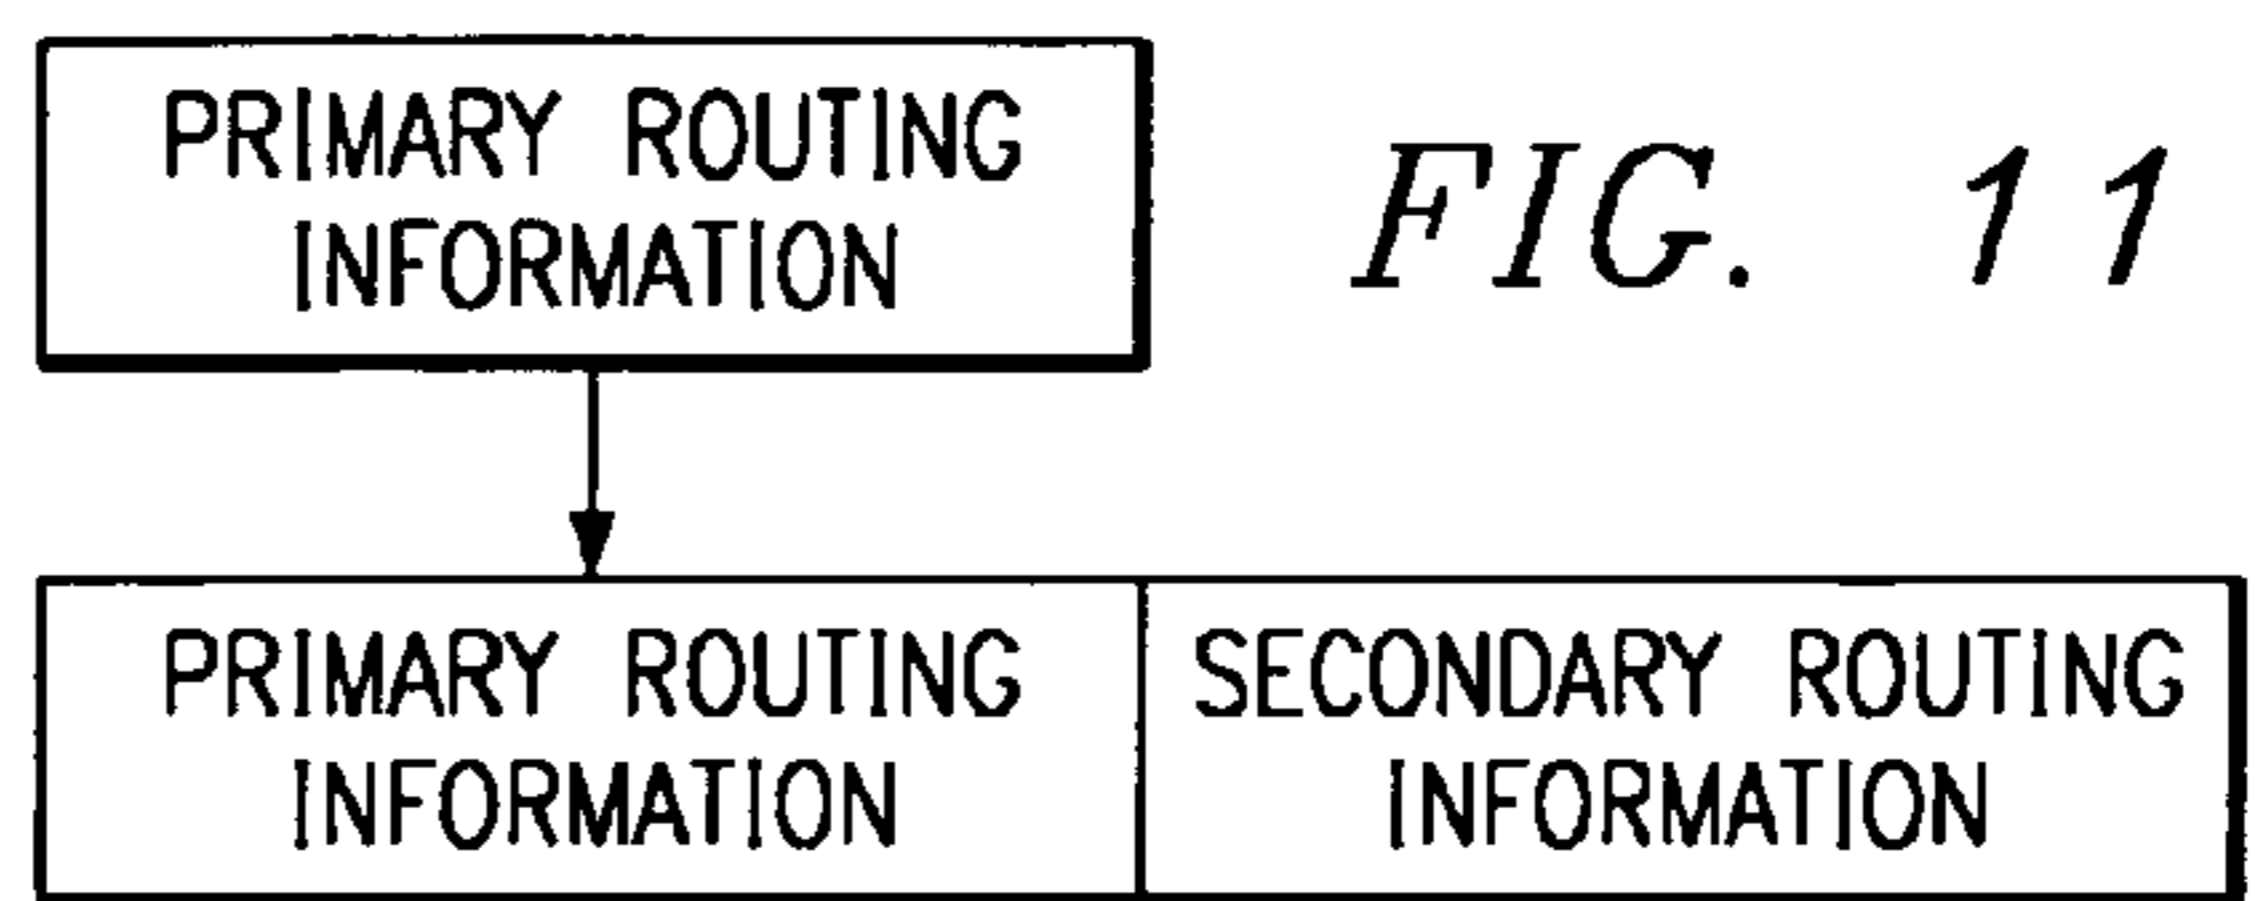 PRIMARY ROUTING
INFORMATION
FIG. 11
PRIMARY ROUTING
INFORMATION
SECONDARY ROUTING
INFORMATION